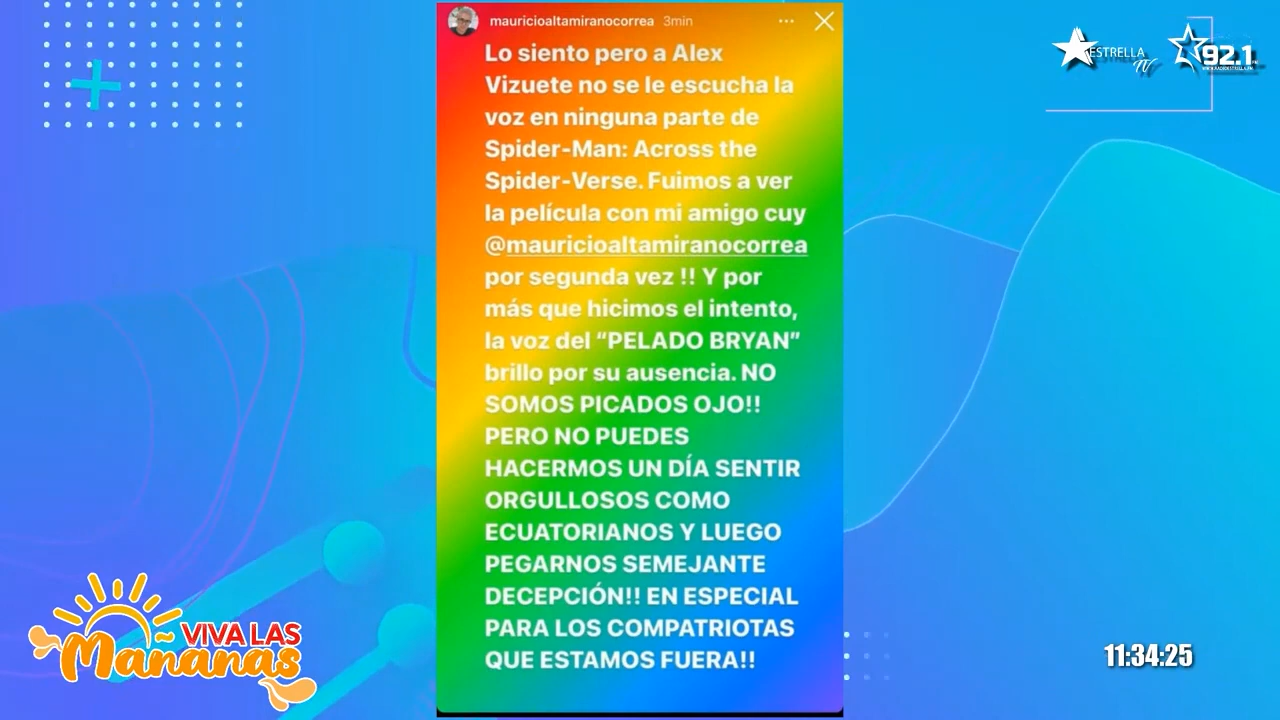 mauricioaltamiranocorrea 3min
Lo siento pero a Alex
Vizuete no se le escucha la
voz en ninguna parte de
Spider-Man: Across the
Spider-Verse. Fuimos a ver
la película con mi amigo cuy
@mauricioaltamiranocorrea
por segunda vez !! Y por
más que hicimos el intento,
la voz del “PELADO BRYAN”
brillo por su ausencia. NO
SOMOS PICADOS OJO!!
PERO NO PUEDES
HACERMOS UN DÍA SENTIR
ORGULLOSOS COMO
ECUATORIANOS Y LUEGO
PEGARNOS SEMEJANTE
DECEPCIÓN!! EN ESPECIAL
PARA LOS COMPATRIOTAS
QUE ESTAMOS FUERA!!
ESTRELLA
TV
92.1
VIVA LAS
Mañanas
11:34:25